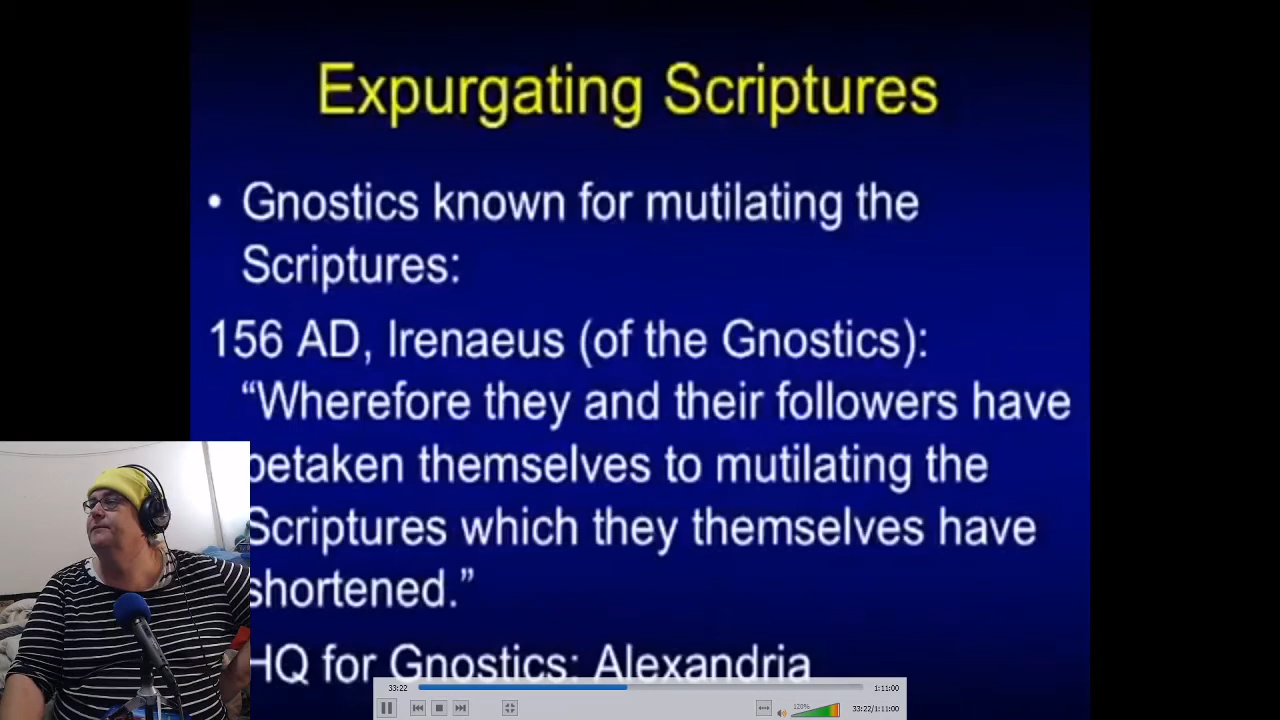 Expurgating Scriptures
• Gnostics known for mutilating the
Scriptures:
156 AD, Irenaeus (of the Gnostics):
“Wherefore they and their followers have
betaken themselves to mutilating the
Scriptures which they themselves have
shortened.”
HQ for Gnostics: Alexandria
33:22
1:11:00
120%
33:22/1:11:00